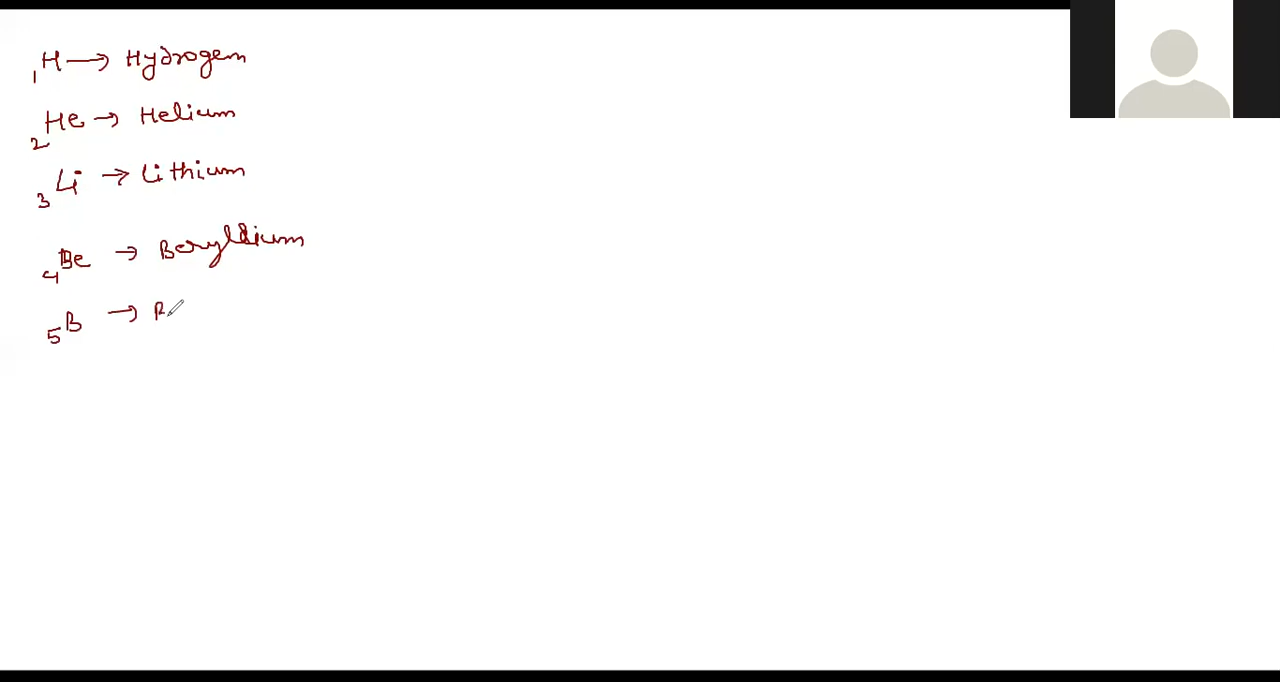 1H → Hydrogen
2He → Helium
3Li → Lithium
4Be → Beryllium
5B → B